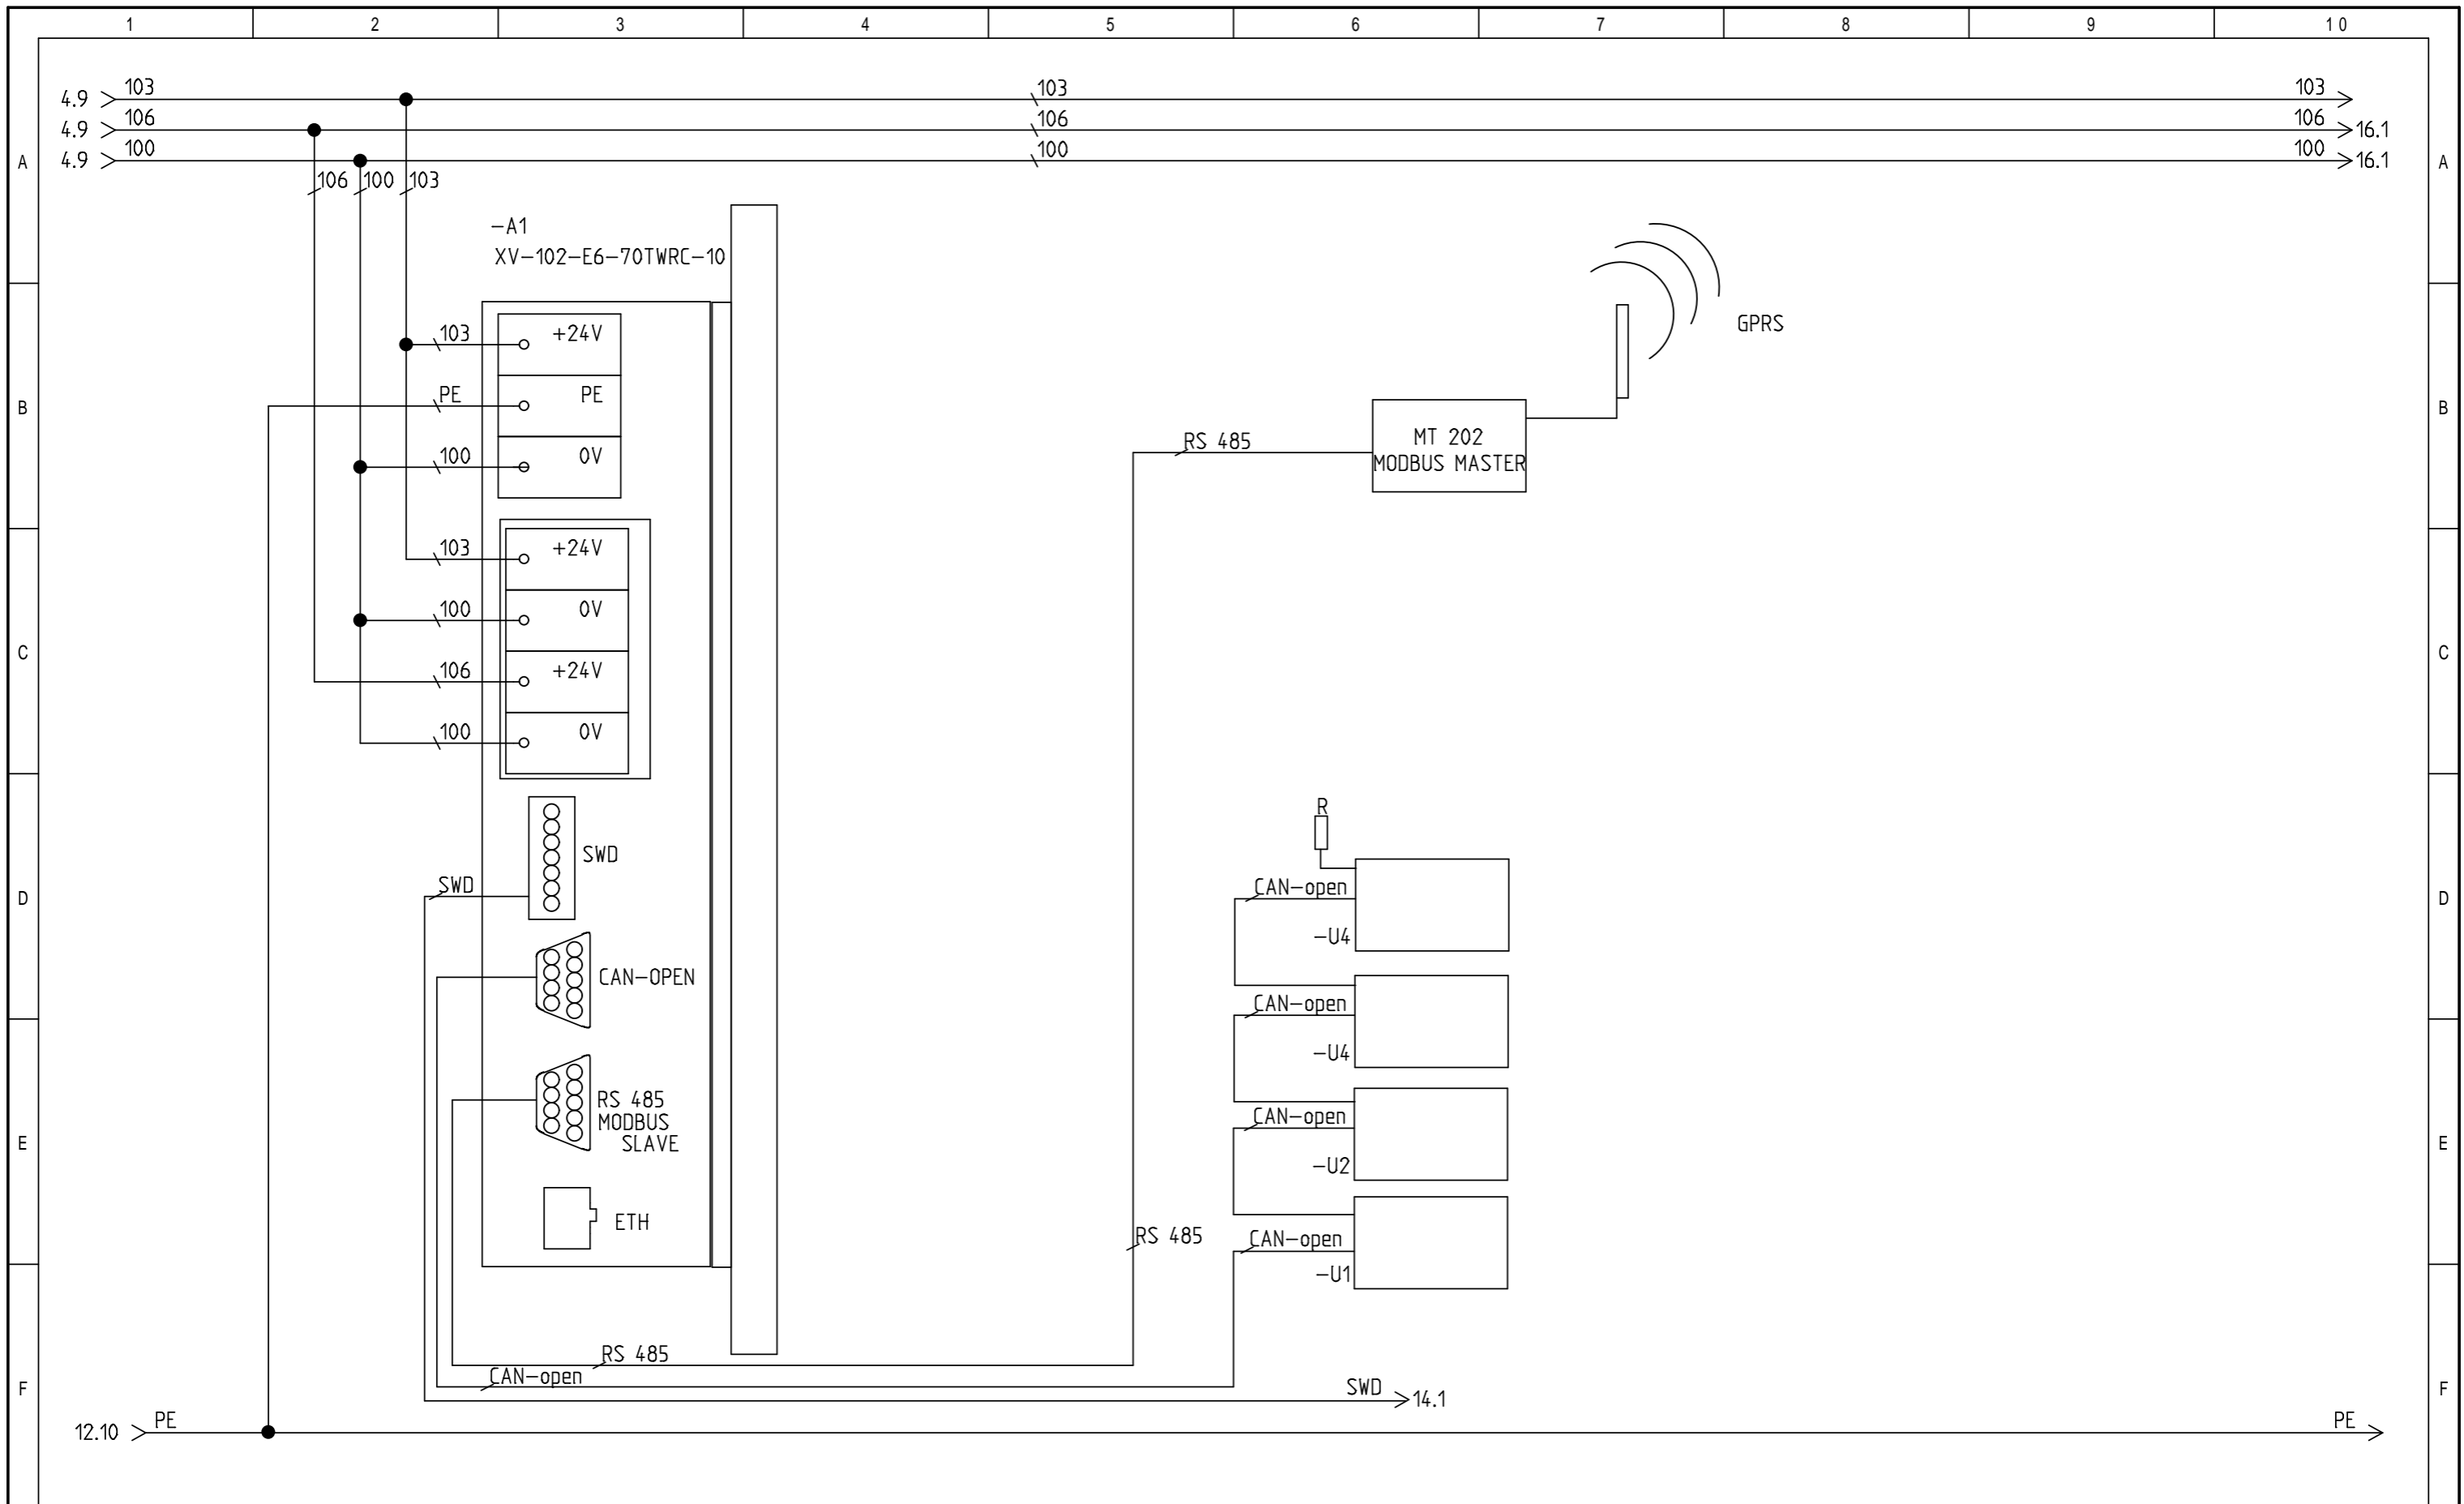 1 2 3 4 5 6 7 8 9 10
4.9 103 103 103
4.9 106 106 106 16.1
A 4.9 100 100 100 16.1 A
106 100 103
-A1
XV-102-E6-70TWRC-10
GPRS
103 +24V
B PE PE B
RS 485
MT 202
MODBUS MASTER
100 0V
103 +24V
100 0V
C C
106 +24V
100 0V
R
SWD
D SWD CAN-open D
-U4
CAN-OPEN
CAN-open
-U4
RS 485
MODBUS
SLAVE
CAN-open
E E
-U2
ETH
RS 485 CAN-open
-U1
RS 485
CAN-open
F SWD 14.1 F
12.10 PE PE